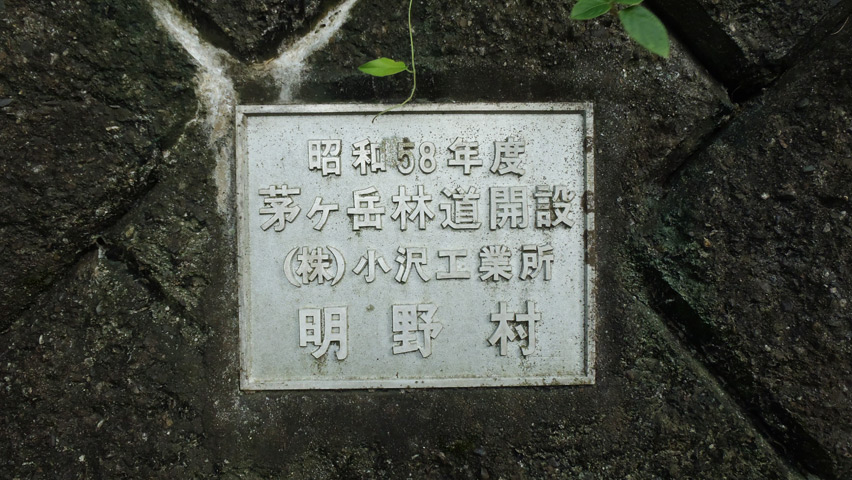 昭和58年度
茅ヶ岳林道開設
(株)小沢工業所
明野村